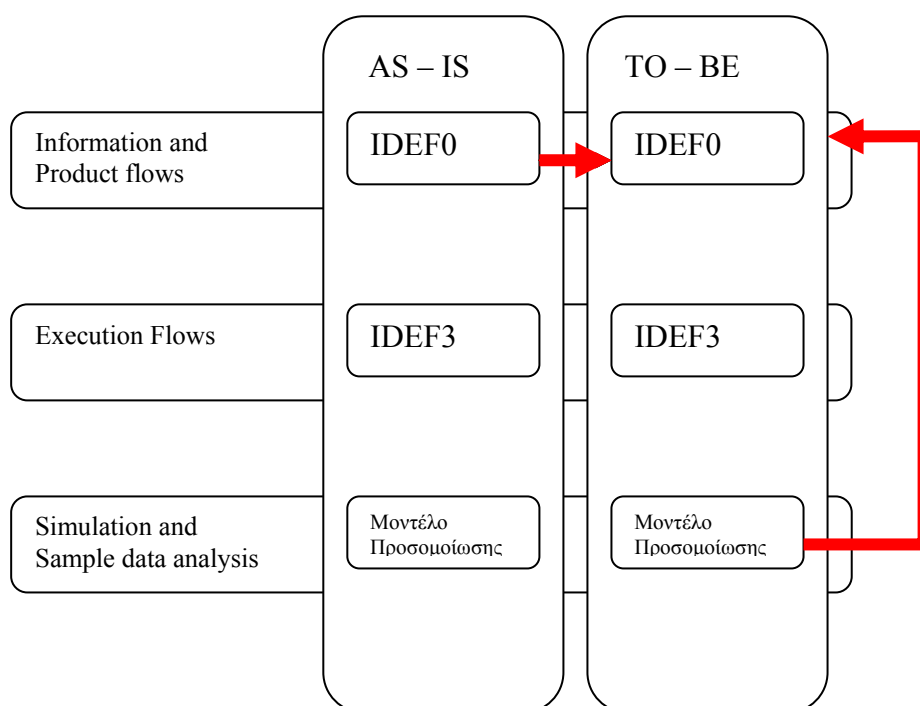 AS – IS
TO – BE
Information and
Product flows
IDEF0
IDEF0
Execution Flows
IDEF3
IDEF3
Simulation and
Sample data analysis
Μοντέλο
Προσομοίωσης
Μοντέλο
Προσομοίωσης